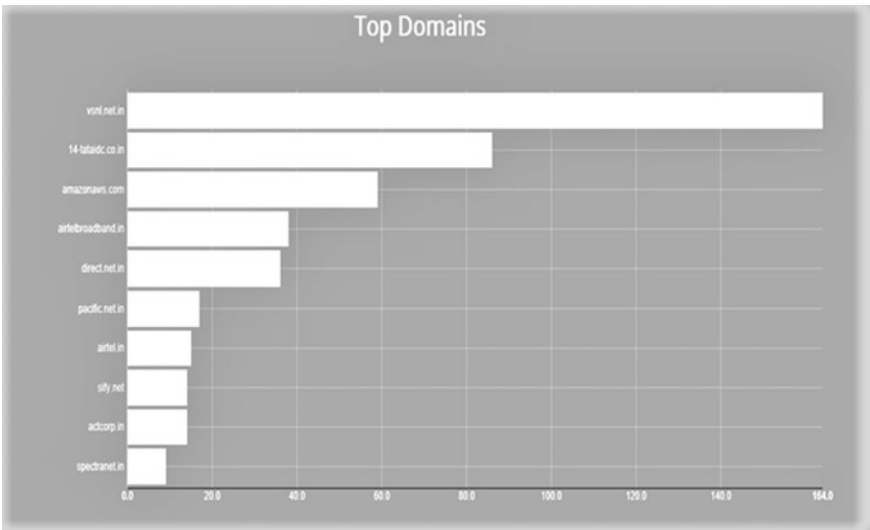 Top Domains
vsnl.net.in
14-tataidc.co.in
amazonaws.com
airtelbroadband.in
direct.net.in
pacific.net.in
airtel.in
sify.net
actcorp.in
spectranet.in
0.0 20.0 40.0 60.0 80.0 100.0 120.0 140.0 164.0